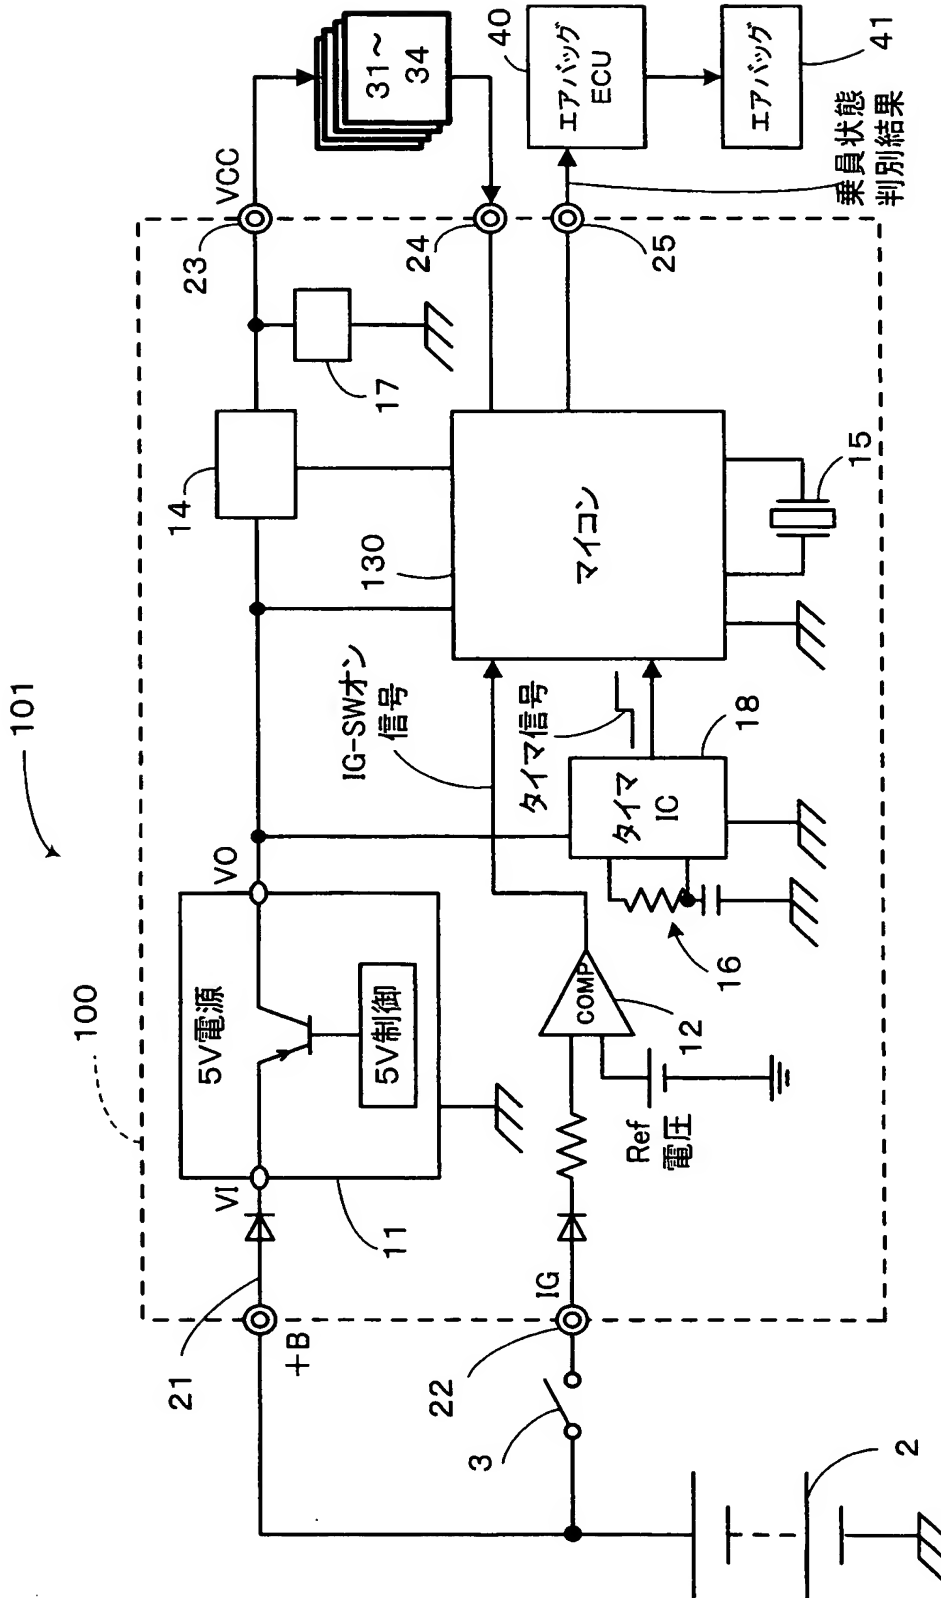 101
100
5V電源
5V制御
VI
VO
11
21
+B
14
17
23
VCC
31~
34
24
25
40
エアバッグ
ECU
エアバッグ
41
乗員状態
判別結果
130
マイコン
15
IG-SWオン
信号
タイマ信号
タイマ
IC
18
16
COMP
12
Ref
電圧
IG
22
3
2